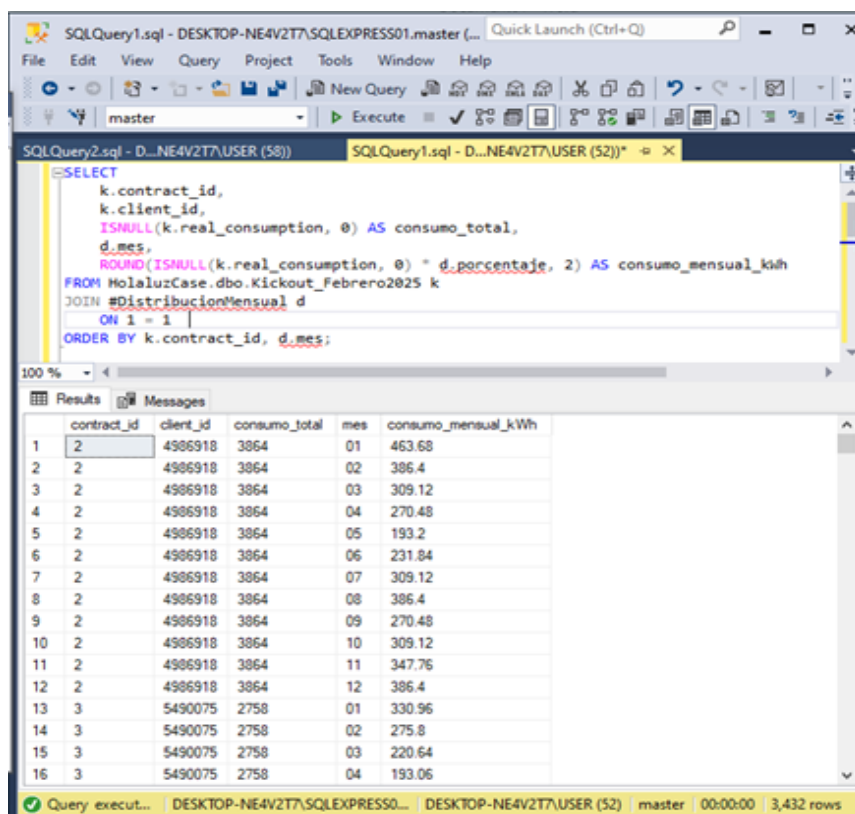 SQLQuery1.sql - DESKTOP-NE4V2T7\SQLEXPRESS01.master (... Quick Launch (Ctrl+Q)
File Edit View Query Project Tools Window Help
New Query
master Execute
SQLQuery2.sql - D...NE4V2T7\USER (58)) SQLQuery1.sql - D...NE4V2T7\USER (52))*
SELECT
k.contract_id,
k.client_id,
ISNULL(k.real_consumption, 0) AS consumo_total,
d.mes,
ROUND(ISNULL(k.real_consumption, 0) * d.porcentaje, 2) AS consumo_mensual_kWh
FROM HolaluzCase.dbo.Kickout_Febrero2025 k
JOIN #DistribucionMensual d
ON 1 = 1
ORDER BY k.contract_id, d.mes;
100 %
Results Messages
contract_id client_id consumo_total mes consumo_mensual_kWh
1 2 4986918 3864 01 463.68
2 2 4986918 3864 02 386.4
3 2 4986918 3864 03 309.12
4 2 4986918 3864 04 270.48
5 2 4986918 3864 05 193.2
6 2 4986918 3864 06 231.84
7 2 4986918 3864 07 309.12
8 2 4986918 3864 08 386.4
9 2 4986918 3864 09 270.48
10 2 4986918 3864 10 309.12
11 2 4986918 3864 11 347.76
12 2 4986918 3864 12 386.4
13 3 5490075 2758 01 330.96
14 3 5490075 2758 02 275.8
15 3 5490075 2758 03 220.64
16 3 5490075 2758 04 193.06
Query execut... DESKTOP-NE4V2T7\SQLEXPRESS0... DESKTOP-NE4V2T7\USER (52) master 00:00:00 3,432 rows